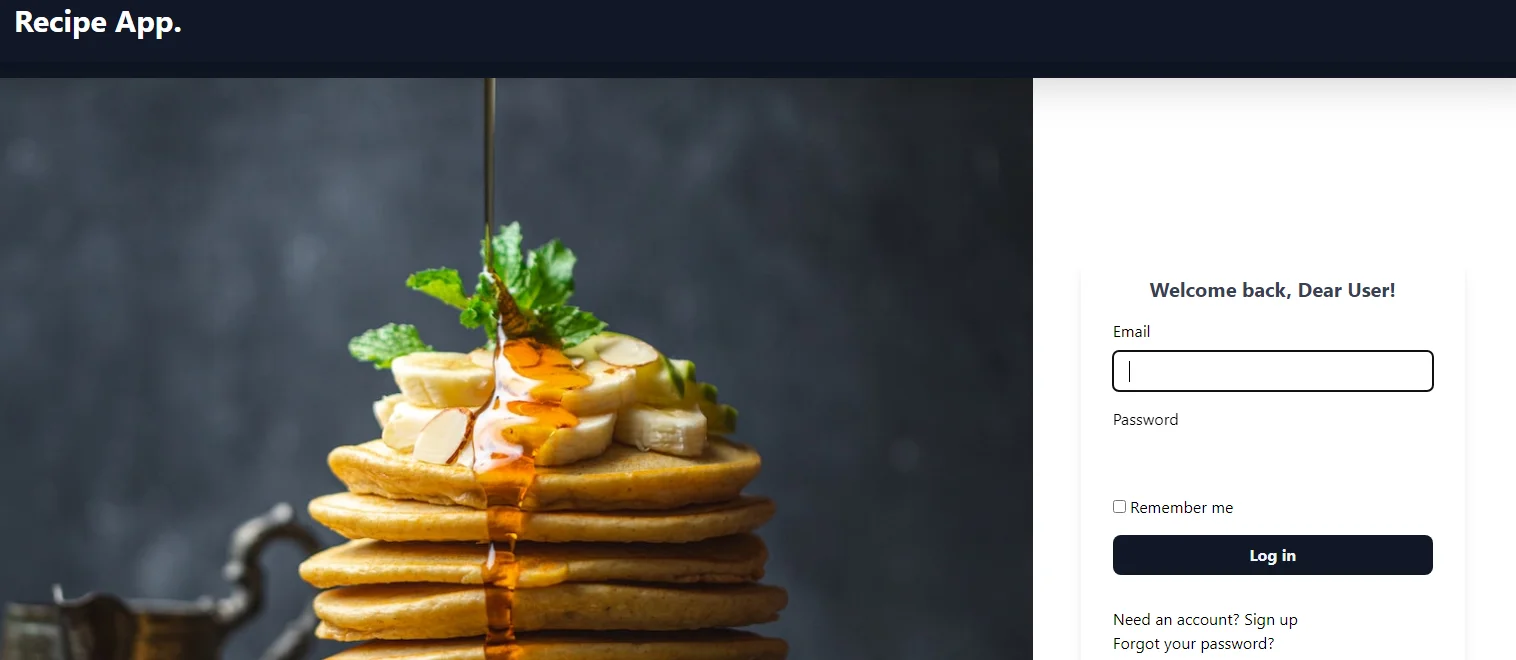 Recipe App.
Welcome back, Dear User!
Email
Password
Remember me
Log in
Need an account? Sign up
Forgot your password?